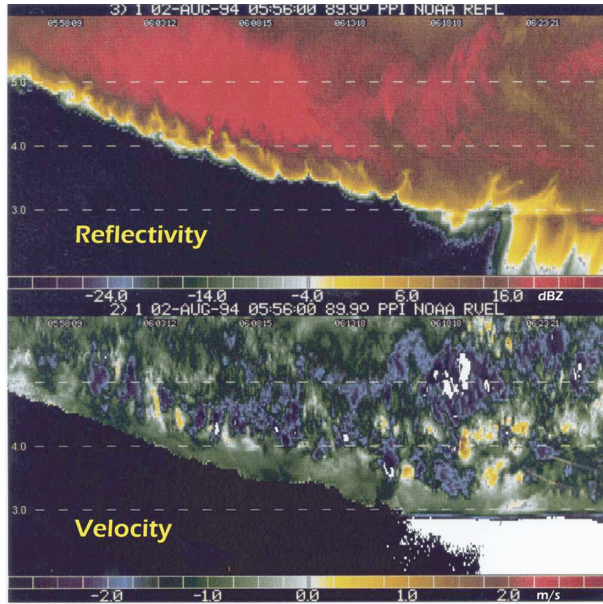 3) 1 02-AUG-94 05:56:00 89.9º PPI NOAA REFL
05:58:09 06:03:12 06:08:15 06:13:18 06:18:18 06:23:21
5.0
4.0
3.0
Reflectivity
-24.0 -14.0 -4.0 6.0 16.0 dBZ
2) 1 02-AUG-94 05:56:00 89.9º PPI NOAA RVEL
05:58:09 06:03:12 06:08:15 06:13:18 06:18:18 06:23:21
4.0
3.0
Velocity
-2.0 -1.0 0.0 1.0 2.0 m/s